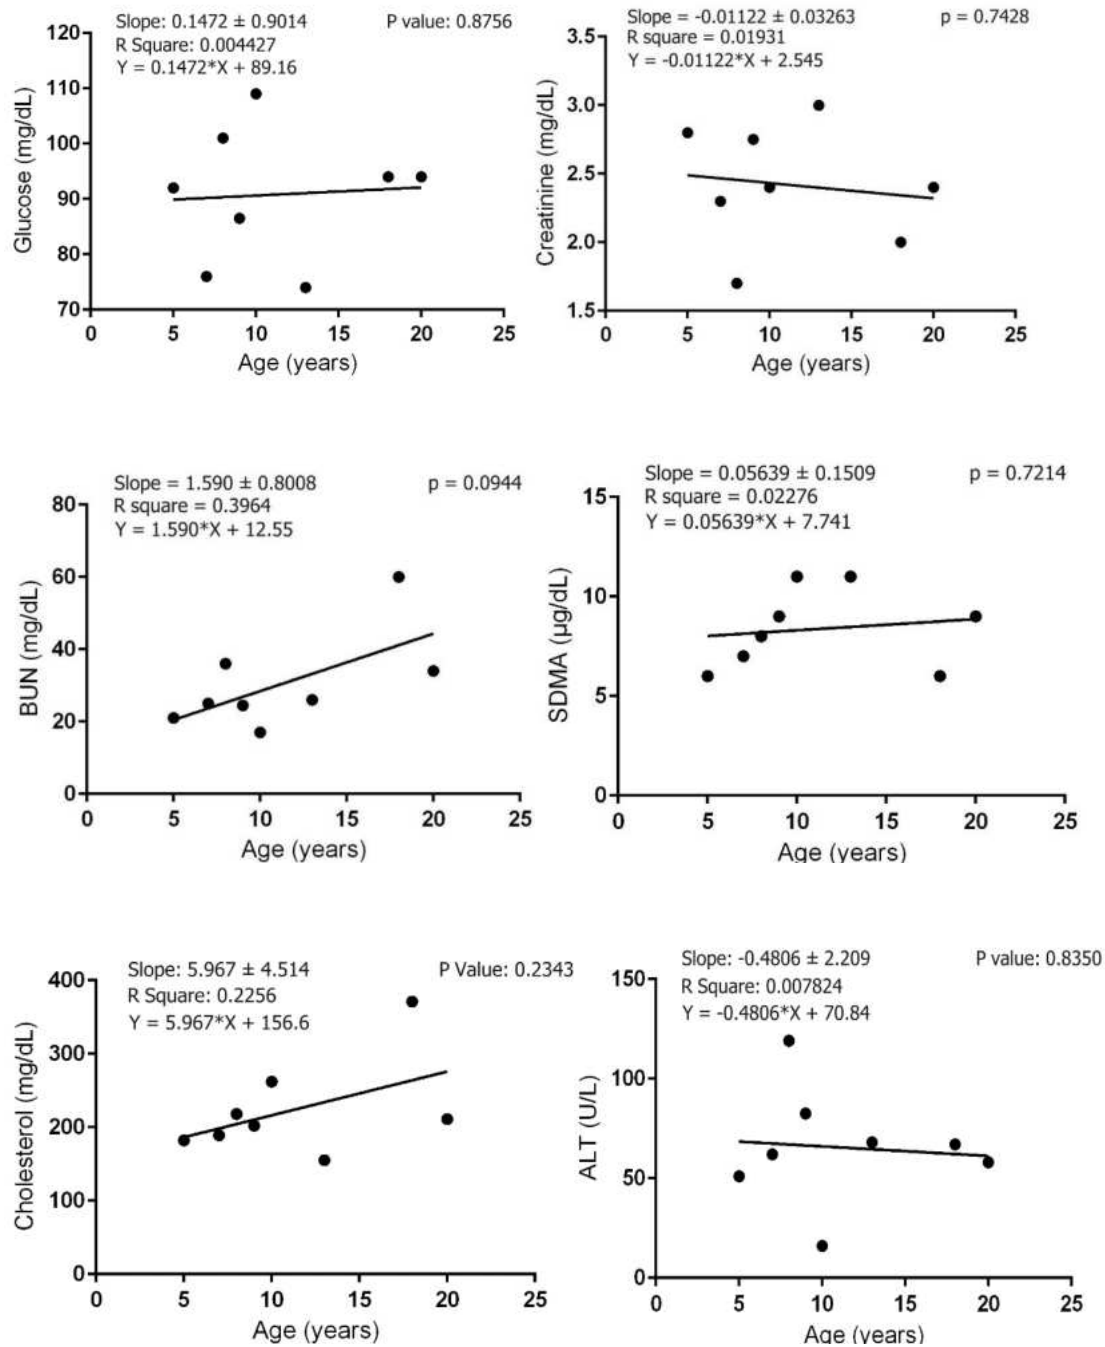 Slope: 0.1472 ± 0.9014 P value: 0.8756
R Square: 0.004427
Y = 0.1472*X + 89.16
120
110
100
90
80
70
Glucose (mg/dL)
0 5 10 15 20 25
Age (years)
Slope = -0.01122 ± 0.03263 p = 0.7428
R square = 0.01931
Y = -0.01122*X + 2.545
3.5
3.0
2.5
2.0
1.5
Creatinine (mg/dL)
0 5 10 15 20 25
Age (years)
Slope = 1.590 ± 0.8008 p = 0.0944
R square = 0.3964
Y = 1.590*X + 12.55
80
60
40
20
0
BUN (mg/dL)
0 5 10 15 20 25
Age (years)
Slope = 0.05639 ± 0.1509 p = 0.7214
R square = 0.02276
Y = 0.05639*X + 7.741
15
10
5
0
SDMA (µg/dL)
0 5 10 15 20 25
Age (years)
Slope: 5.967 ± 4.514 P Value: 0.2343
R Square: 0.2256
Y = 5.967*X + 156.6
400
300
200
100
0
Cholesterol (mg/dL)
0 5 10 15 20 25
Age (years)
Slope: -0.4806 ± 2.209 P value: 0.8350
R Square: 0.007824
Y = -0.4806*X + 70.84
150
100
50
0
ALT (U/L)
0 5 10 15 20 25
Age (years)